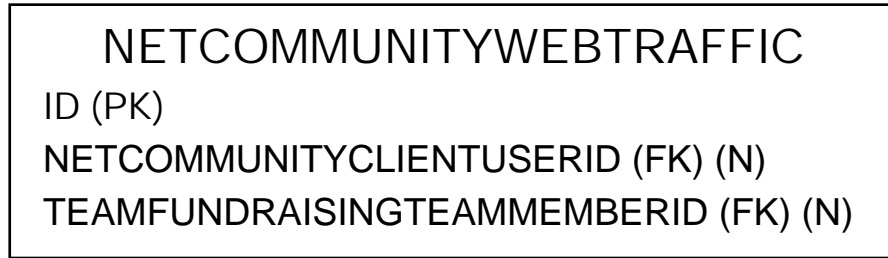 NETCOMMUNITYWEBTRAFFIC
ID (PK)
NETCOMMUNITYCLIENTUSERID (FK) (N)
TEAMFUNDRAISINGTEAMMEMBERID (FK) (N)